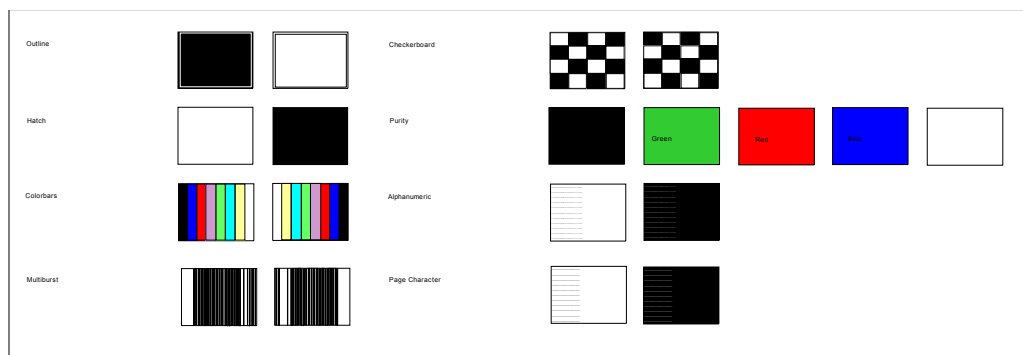 Outline
Checkerboard
Hatch
Purity
Green
Red
Blue
Colorbars
Alphanumeric
Multiburst
Page Character